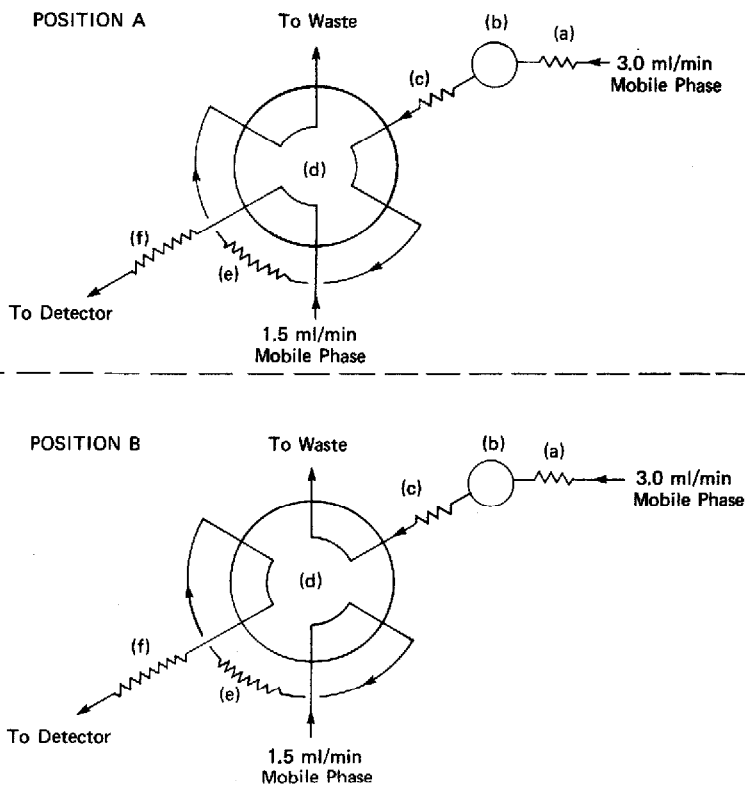 POSITION A
To Waste
(b)
(a)
(c)
3.0 ml/min
Mobile Phase
(d)
(f)
(e)
To Detector
1.5 ml/min
Mobile Phase
POSITION B
To Waste
(b)
(a)
(c)
3.0 ml/min
Mobile Phase
(d)
(f)
(e)
To Detector
1.5 ml/min
Mobile Phase